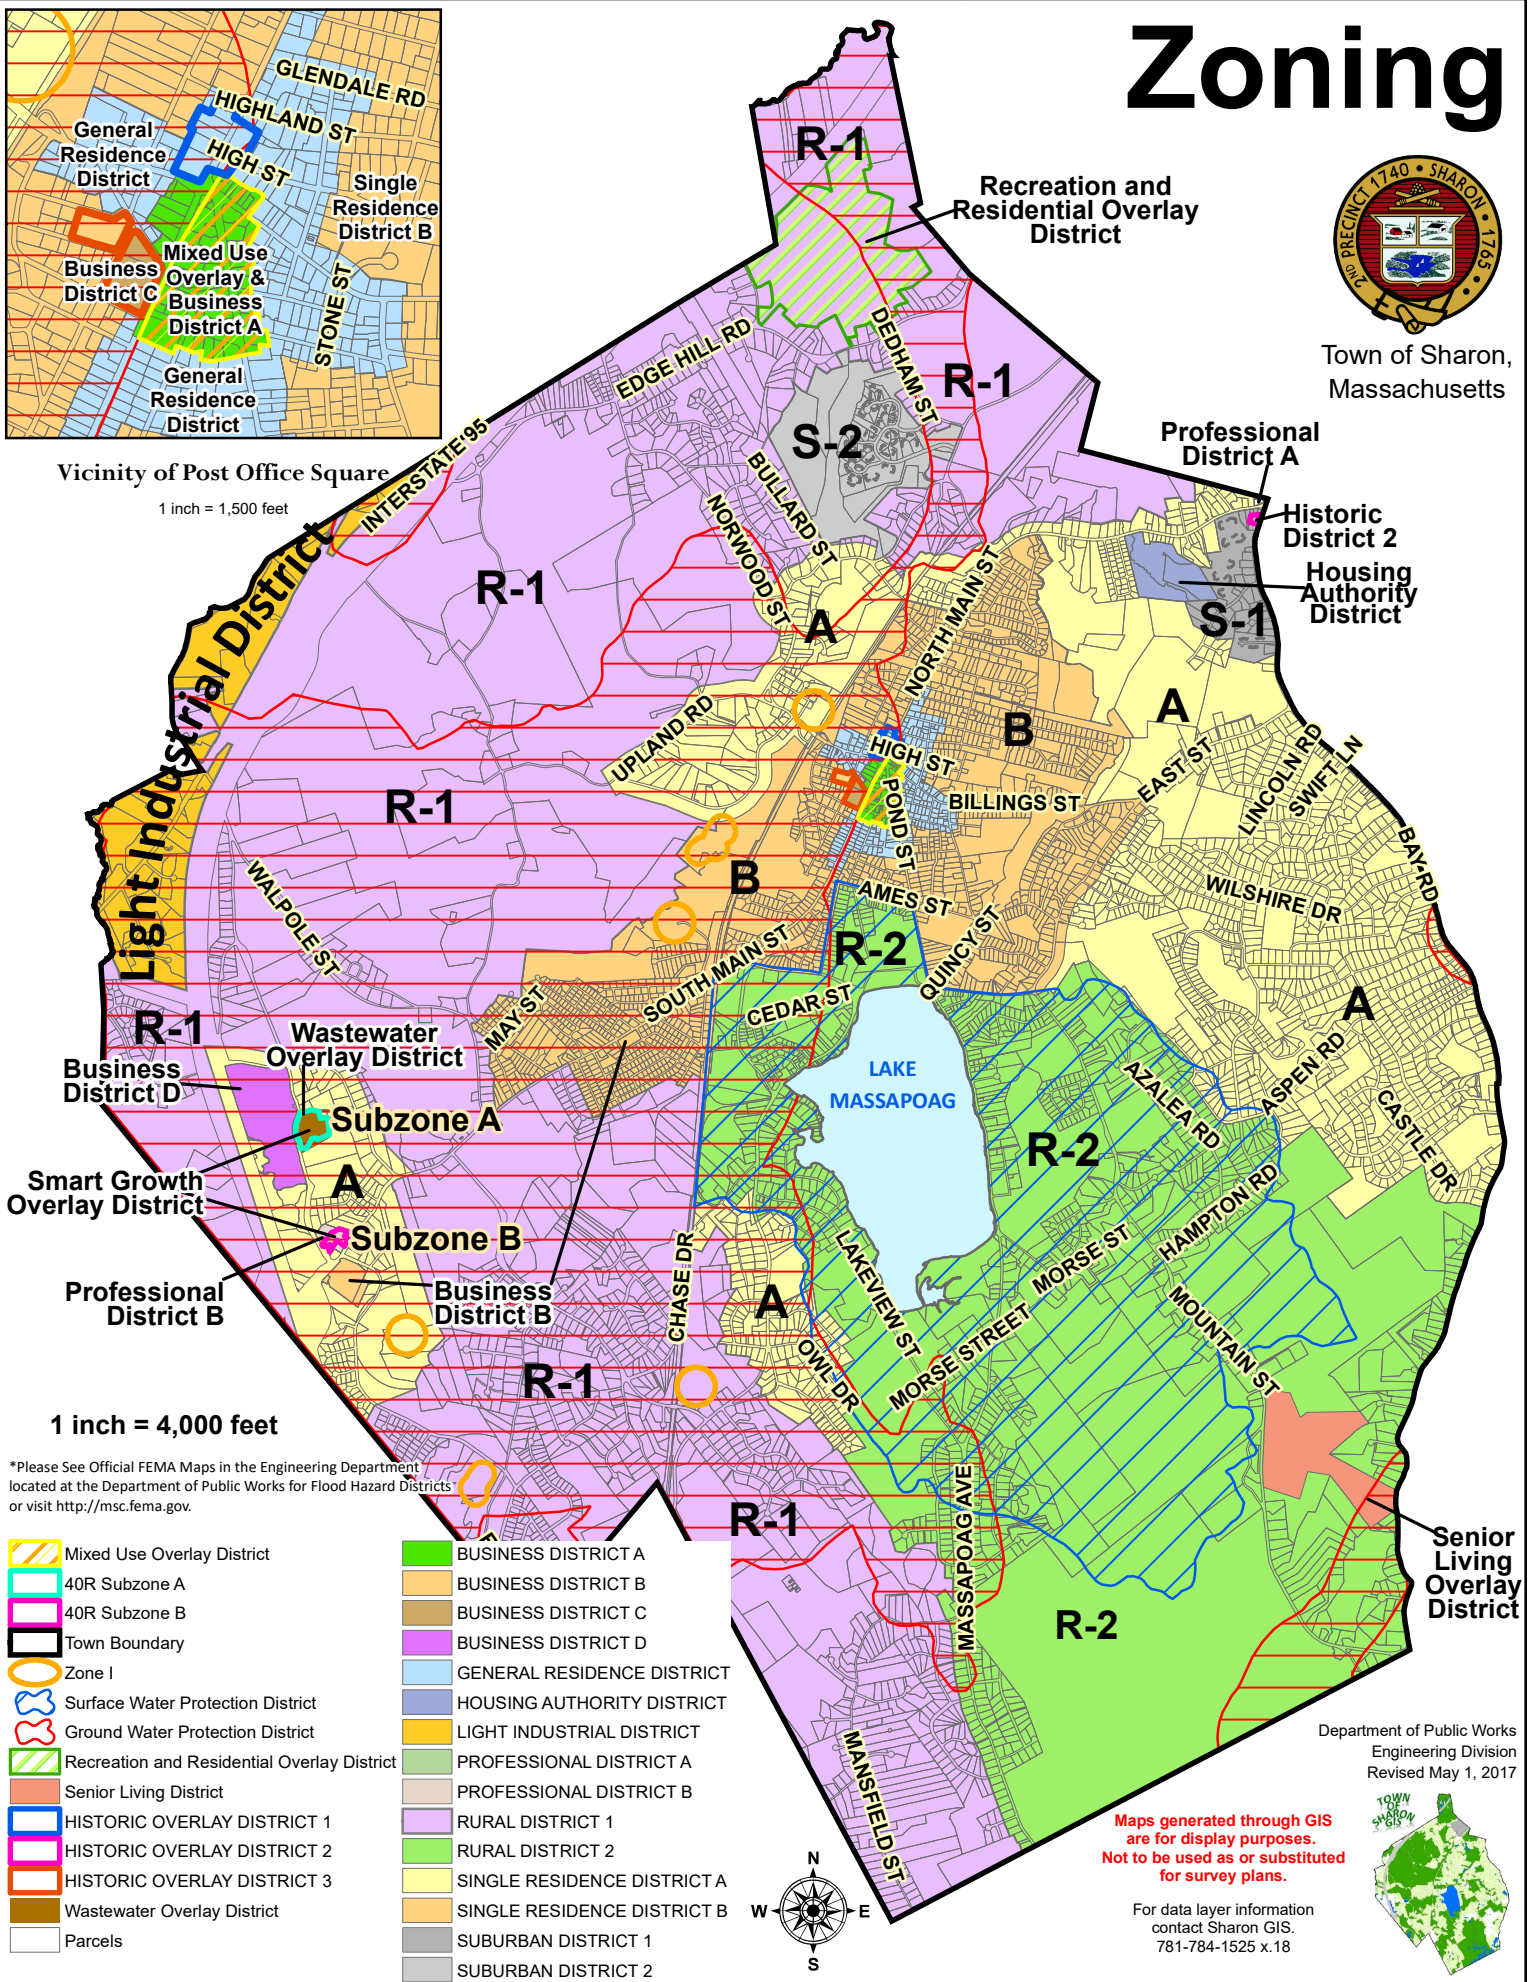 Zoning
GLENDALE RD
HIGHLAND ST
HIGH ST
General
Residence
District
Single
Residence
District B
Mixed Use
Overlay &
Business
District A
Business
District C
STONE ST
General
Residence
District
Vicinity of Post Office Square
1 inch = 1,500 feet
2ND PRECINCT 1740 • SHARON • 1765 •
Town of Sharon,
Massachusetts
R-1
Recreation and
Residential Overlay
District
EDGE HILL RD
DEDHAM ST
R-1
S-2
INTERSTATE 95
BULLARD ST
NORWOOD ST
Professional
District A
Historic
District 2
Housing
Authority
District
S-1
R-1
A
NORTH MAIN ST
Light Industrial District
UPLAND RD
B
A
HIGH ST
POND ST
BILLINGS ST
EAST ST
LINCOLN RD
SWIFT LN
BAY RD
R-1
WALPOLE ST
B
AMES ST
WILSHIRE DR
R-2
QUINCY ST
SOUTH MAIN ST
MAY ST
CEDAR ST
A
R-1
Wastewater
Overlay District
Business
District D
LAKE
MASSAPOAG
AZALEA RD
ASPEN RD
CASTLE DR
Subzone A
R-2
A
Smart Growth
Overlay District
HAMPTON RD
Subzone B
MORSE ST
LAKEVIEW ST
CHASE DR
Professional
District B
Business
District B
A
MOUNTAIN ST
MORSE STREET
OWL DR
R-1
1 inch = 4,000 feet
*Please See Official FEMA Maps in the Engineering Department
located at the Department of Public Works for Flood Hazard Districts
or visit http://msc.fema.gov.
R-1
MASSAPOAG AVE
Senior
Living
Overlay
District
R-2
MANSFIELD ST
Mixed Use Overlay District
40R Subzone A
40R Subzone B
Town Boundary
Zone I
Surface Water Protection District
Ground Water Protection District
Recreation and Residential Overlay District
Senior Living District
HISTORIC OVERLAY DISTRICT 1
HISTORIC OVERLAY DISTRICT 2
HISTORIC OVERLAY DISTRICT 3
Wastewater Overlay District
Parcels
BUSINESS DISTRICT A
BUSINESS DISTRICT B
BUSINESS DISTRICT C
BUSINESS DISTRICT D
GENERAL RESIDENCE DISTRICT
HOUSING AUTHORITY DISTRICT
LIGHT INDUSTRIAL DISTRICT
PROFESSIONAL DISTRICT A
PROFESSIONAL DISTRICT B
RURAL DISTRICT 1
RURAL DISTRICT 2
SINGLE RESIDENCE DISTRICT A
SINGLE RESIDENCE DISTRICT B
SUBURBAN DISTRICT 1
SUBURBAN DISTRICT 2
N
W
E
S
Department of Public Works
Engineering Division
Revised May 1, 2017
Maps generated through GIS
are for display purposes.
Not to be used as or substituted
for survey plans.
For data layer information
contact Sharon GIS.
781-784-1525 x.18
TOWN
OF
SHARON
GIS